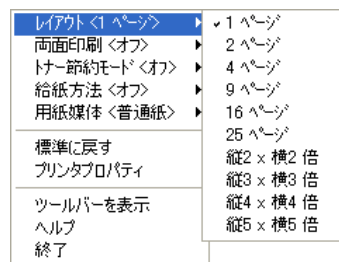 レイアウト <1 ページ>
両面印刷 <オフ>
トナー節約モード <オフ>
給紙方法 <オフ>
用紙媒体 <普通紙>
標準に戻す
プリンタプロパティ
ツールバーを表示
ヘルプ
終了
1 ページ
2 ページ
4 ページ
9 ページ
16 ページ
25 ページ
縦2 x 横2 倍
縦3 x 横3 倍
縦4 x 横4 倍
縦5 x 横5 倍